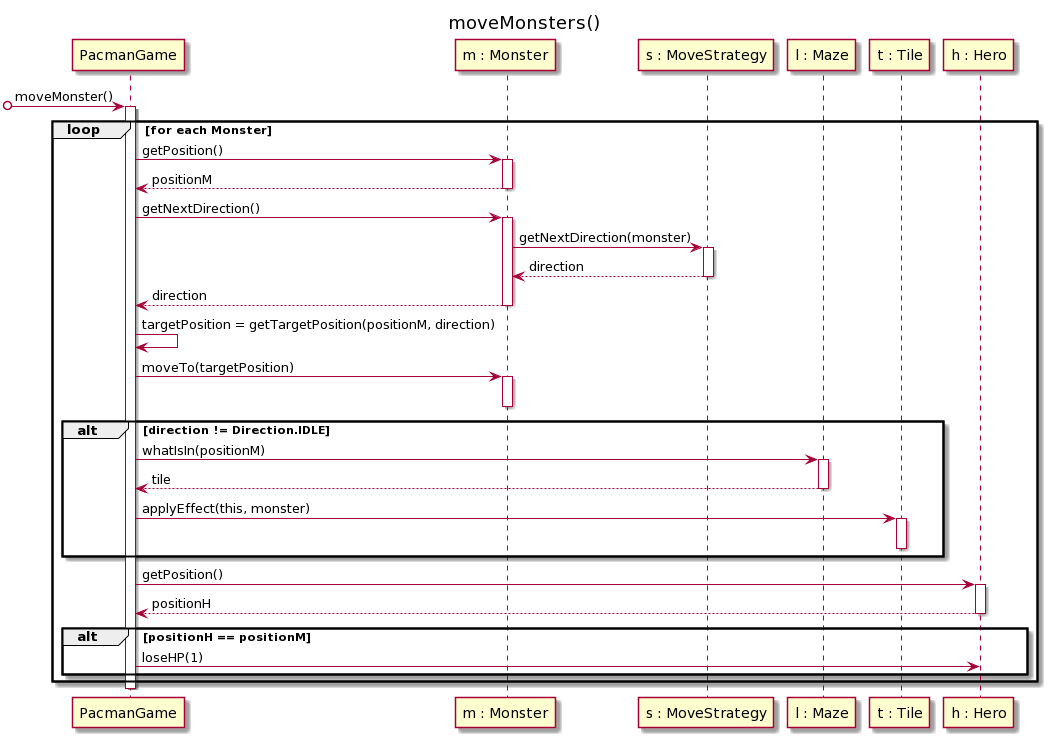 moveMonsters()
PacmanGame
m : Monster
s : MoveStrategy
l : Maze
t : Tile
h : Hero
moveMonster()
loop
[for each Monster]
getPosition()
positionM
getNextDirection()
getNextDirection(monster)
direction
direction
targetPosition = getTargetPosition(positionM, direction)
moveTo(targetPosition)
alt
[direction != Direction.IDLE]
whatIsIn(positionM)
tile
applyEffect(this, monster)
getPosition()
positionH
alt
[positionH == positionM]
loseHP(1)
PacmanGame
m : Monster
s : MoveStrategy
l : Maze
t : Tile
h : Hero